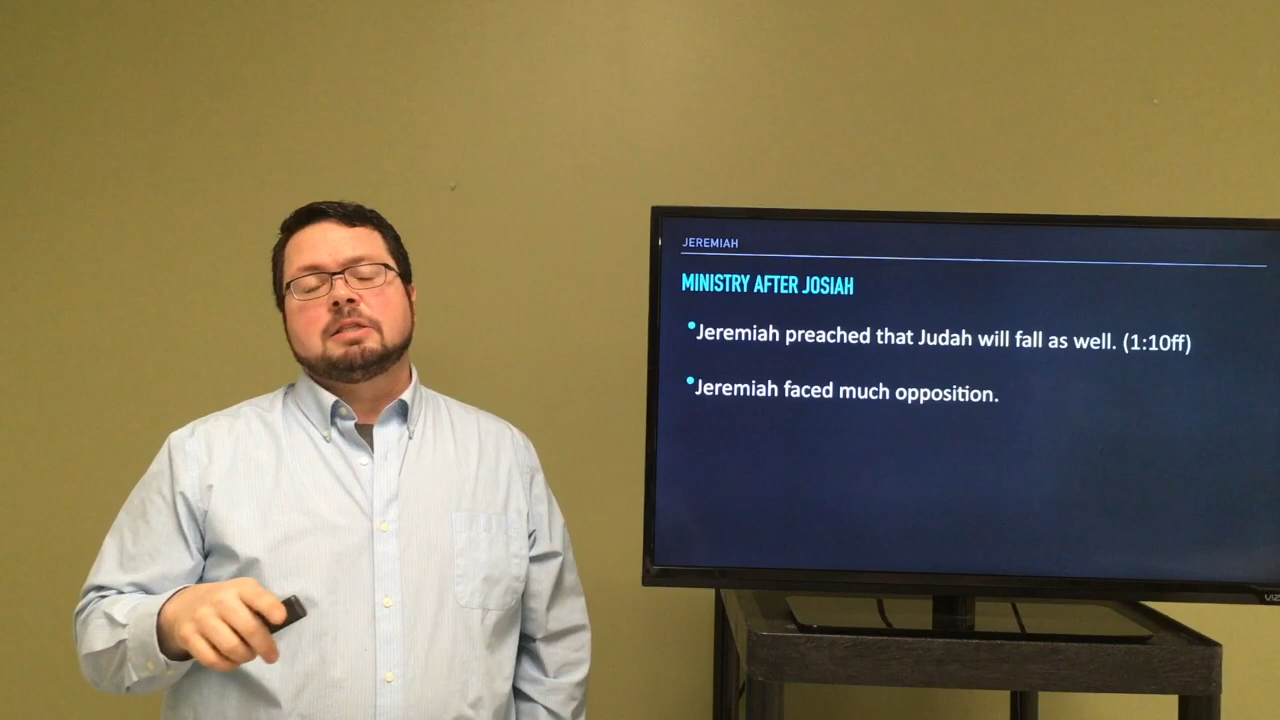 JEREMIAH
MINISTRY AFTER JOSIAH
•Jeremiah preached that Judah will fall as well. (1:10ff)
•Jeremiah faced much opposition.